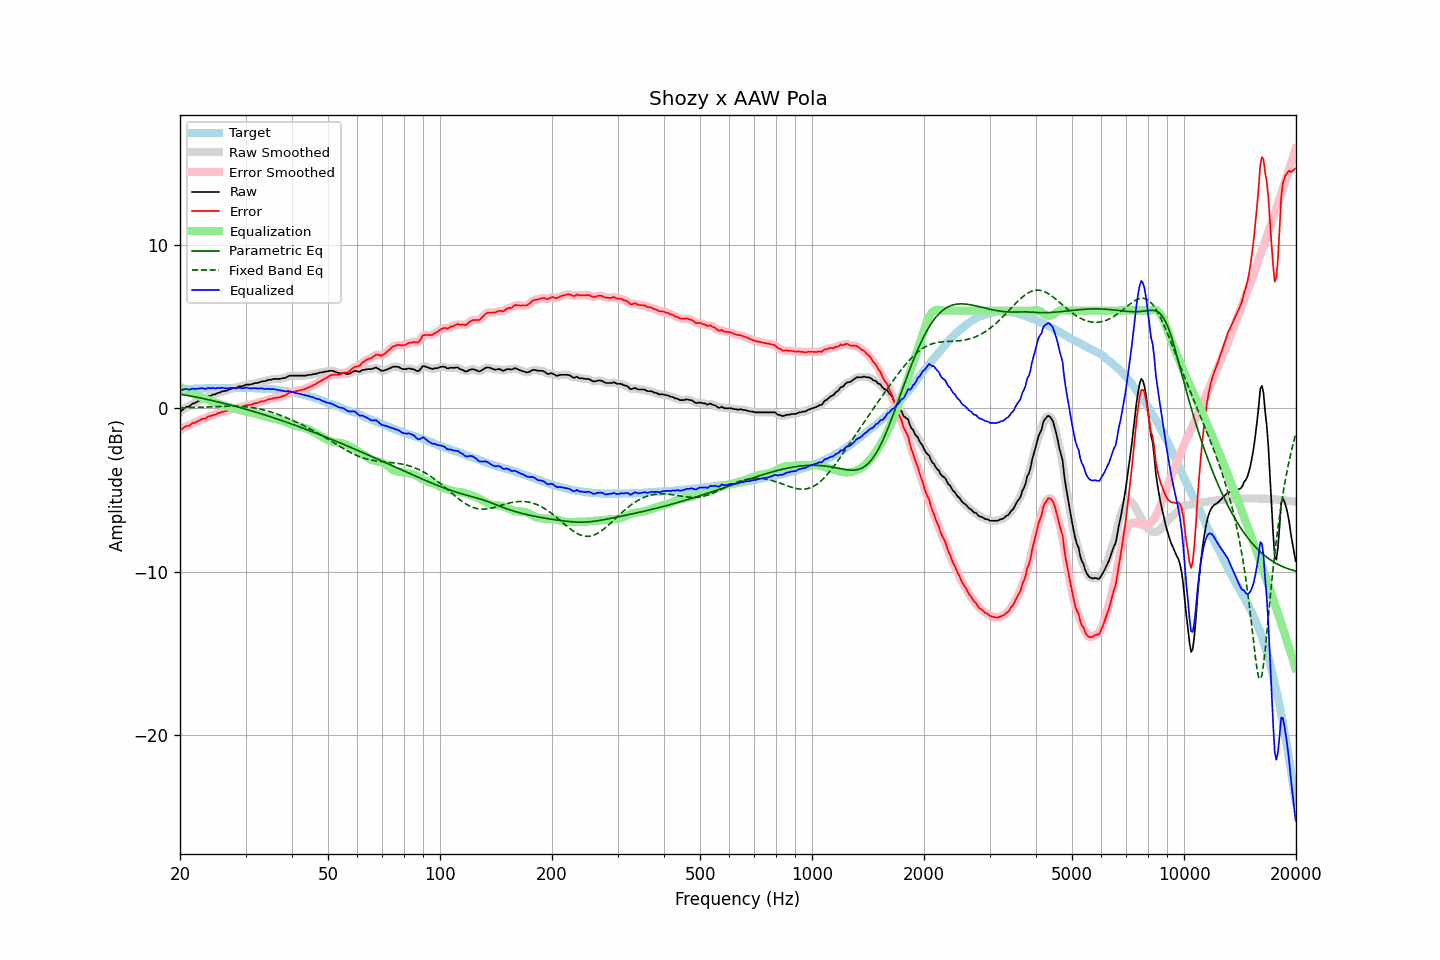 Shozy x AAW Pola
Target
Raw Smoothed
Error Smoothed
Raw
Error
Equalization
Parametric Eq
Fixed Band Eq
Equalized
10
0
−10
−20
Amplitude (dBr)
20 50 100 200 500 1000 2000 5000 10000 20000
Frequency (Hz)